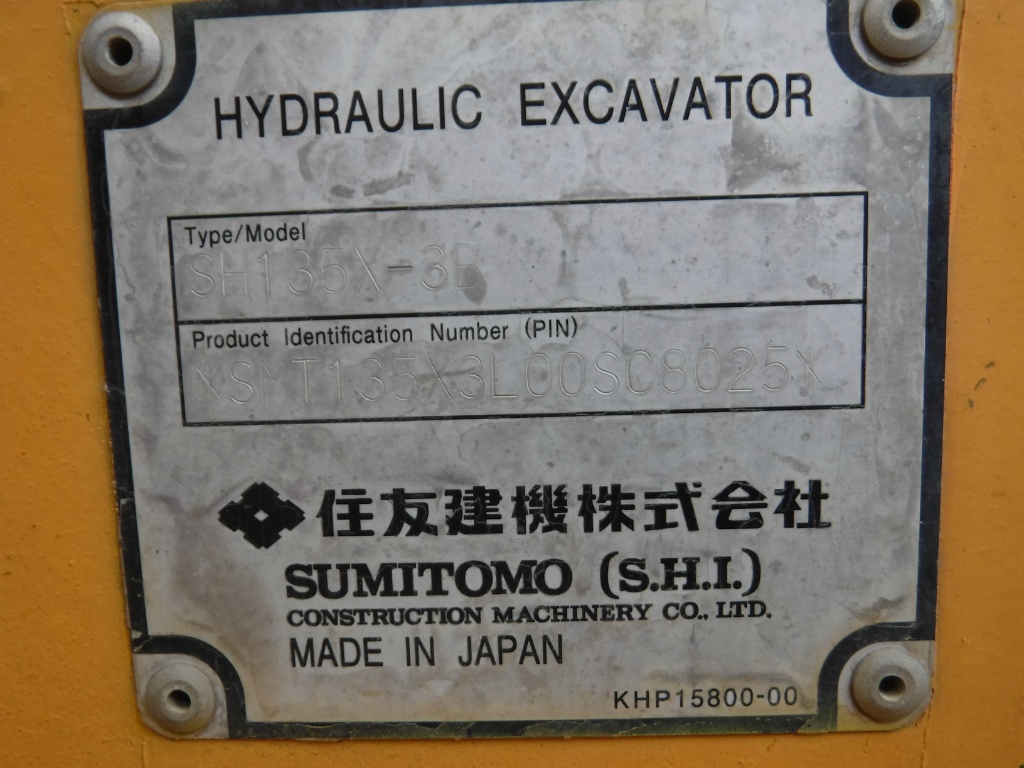 HYDRAULIC EXCAVATOR
Type/Model
SH135X-3B
Product Identification Number (PIN)
*SMT135X3L00SC8025*
住友建機株式会社
SUMITOMO (S.H.I.)
CONSTRUCTION MACHINERY CO., LTD.
MADE IN JAPAN
KHP15800-00